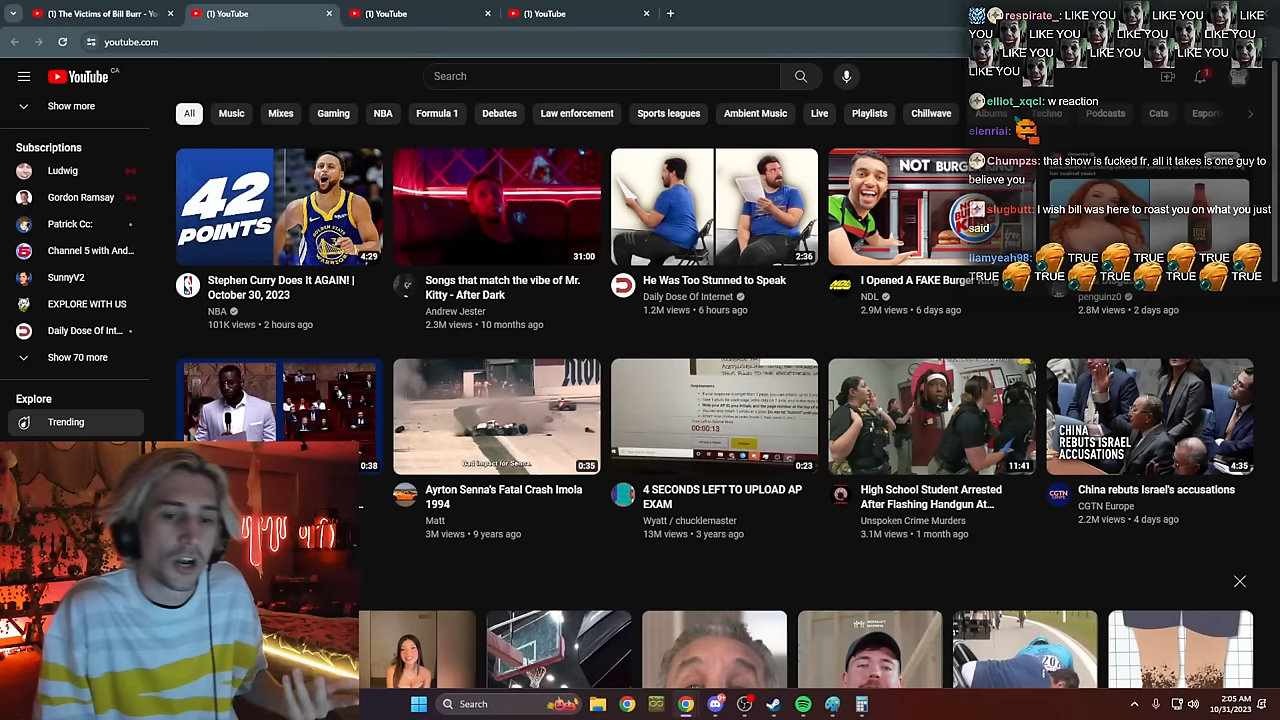 (1) The Victims of Bill Burr - Yo
(1) YouTube
(1) YouTube
(1) YouTube
youtube.com
YouTube CA
Search
Show more
Subscriptions
Ludwig
Gordon Ramsay
Patrick Cc:
Channel 5 with And...
SunnyV2
EXPLORE WITH US
Daily Dose Of Int...
Show 70 more
Explore
Trending
All
Music
Mixes
Gaming
NBA
Formula 1
Debates
Law enforcement
Sports leagues
Ambient Music
Live
Playlists
Chillwave
Albums
Techno
Podcasts
Cats
Esport
42
POINTS
4:29
Stephen Curry Does It AGAIN! |
October 30, 2023
NBA
101K views • 2 hours ago
31:00
Songs that match the vibe of Mr.
Kitty - After Dark
Andrew Jester
2.3M views • 10 months ago
2:36
He Was Too Stunned to Speak
Daily Dose Of Internet
1.2M views • 6 hours ago
NOT BURG
I Opened A FAKE Burger King
NDL
2.9M views • 6 days ago
penguinz0
2.8M views • 2 days ago
respirate_: LIKE YOU LIKE YOU LIKE
YOU LIKE YOU LIKE YOU LIKE YOU
LIKE YOU LIKE YOU LIKE YOU
LIKE YOU
elliot_xqcl: w reaction
eienriai:
Chumpzs: that show is fucked fr, all it takes is one guy to
believe you
slugbutt: I wish bill was here to roast you on what you just
said
liamyeah98: TRUE TRUE TRUE
TRUE TRUE TRUE TRUE TRUE
0:38
Bad impact for Senna.
0:35
Ayrton Senna's Fatal Crash Imola
1994
Matt
3M views • 9 years ago
00:00:13
0:23
4 SECONDS LEFT TO UPLOAD AP
EXAM
Wyatt / chucklemaster
13M views • 3 years ago
11:41
High School Student Arrested
After Flashing Handgun At...
Unspoken Crime Murders
3.1M views • 1 month ago
CHINA
REBUTS ISRAEL
ACCUSATIONS
4:35
China rebuts Israel's accusations
CGTN Europe
2.2M views • 4 days ago
Search
2:05 AM
10/31/2023